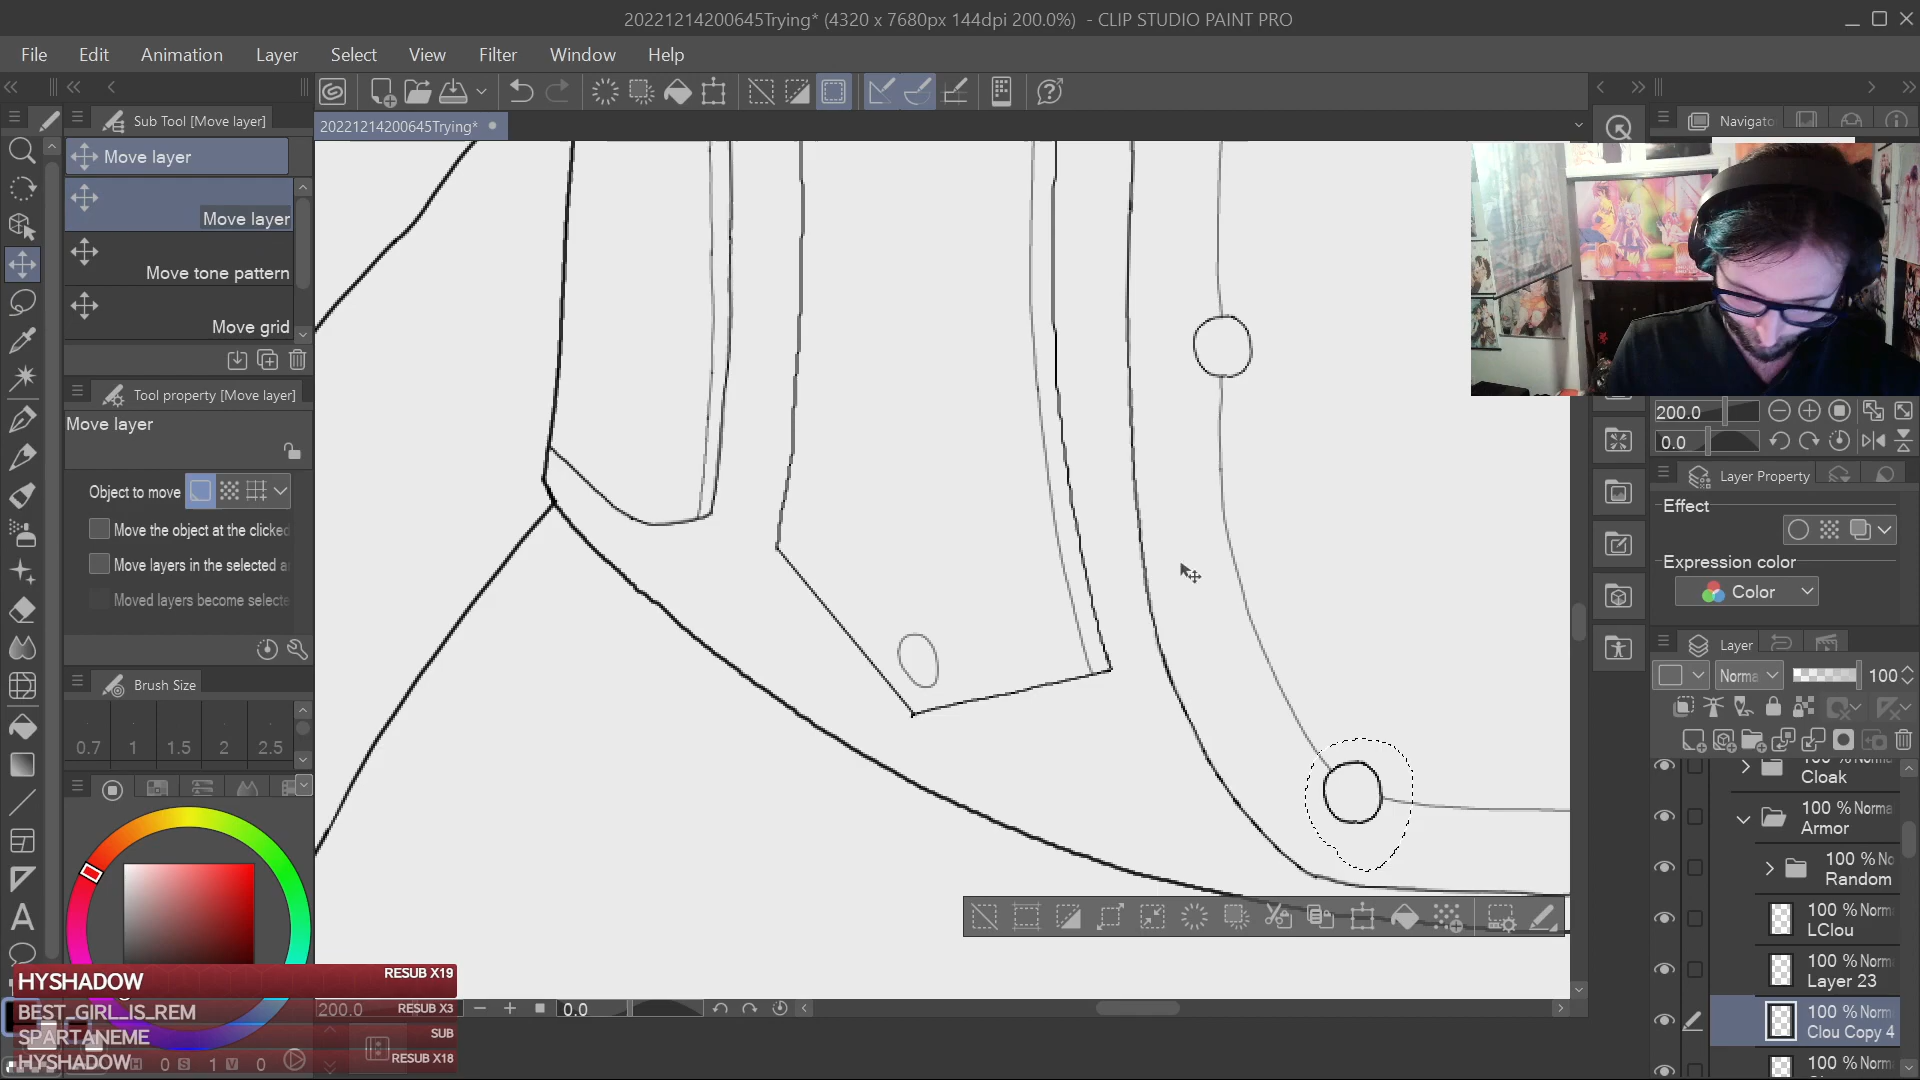 20221214200645Trying* (4320 x 7680px 144dpi 200.0%) - CLIP STUDIO PAINT PRO
File Edit Animation Layer Select View Filter Window Help
Sub Tool [Move layer]
20221214200645Trying*
Navigato
Move layer
Move layer
Move tone pattern
Move grid
Tool property [Move layer]
Move layer
Object to move
Move the object at the clicked
Move layers in the selected a
Moved layers become selecte
Brush Size
0.7 1 1.5 2 2.5
200.0
0.0
Layer Property
Effect
Expression color
Color
Layer
Norma 100
Cloak
100 % Norma
Armor
100 % No
Random
100 % Norm
LClou
100 % Norm
Layer 23
100 % Norm
Clou Copy 4
100 % Norm
HYSHADOW RESUB X19
BEST_GIRL_IS_REM RESUB X3
SPARTANEME SUB
HYSHADOW RESUB X18
H 0 S 1 V 0
200.0 0.0